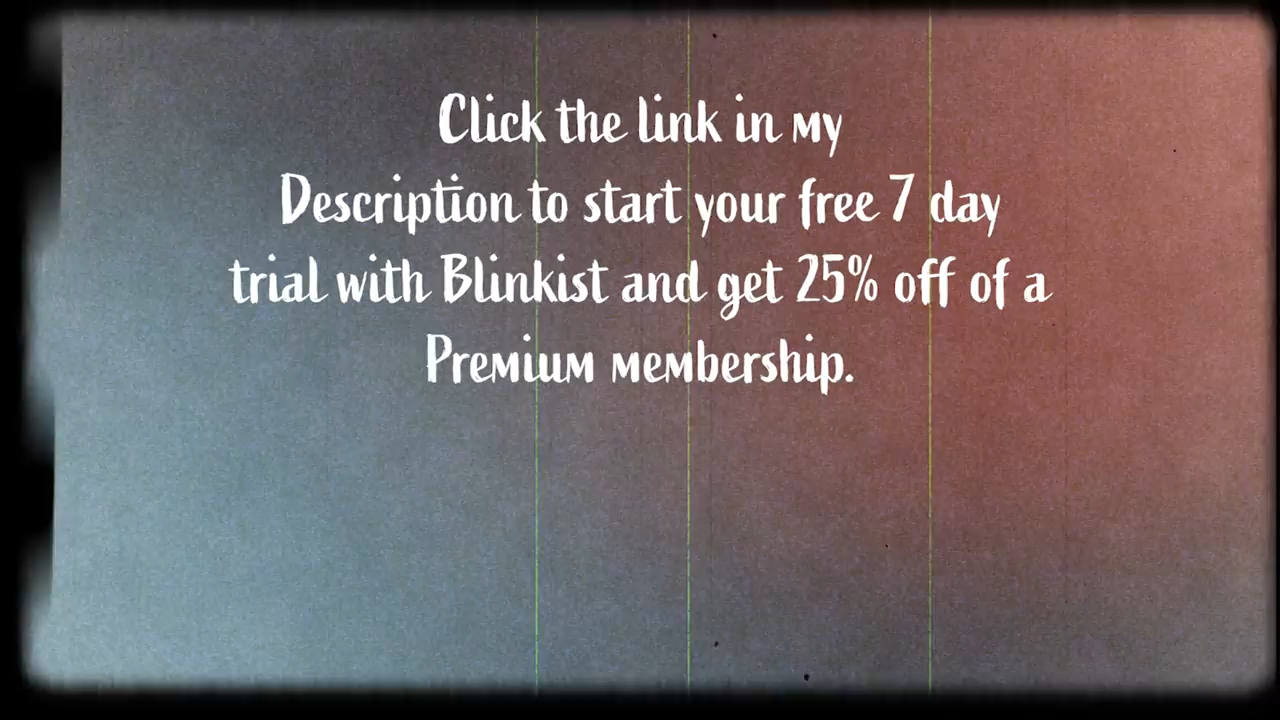 Click the link in my
Description to start your free 7 day
trial with Blinkist and get 25% off of a
Premium membership.